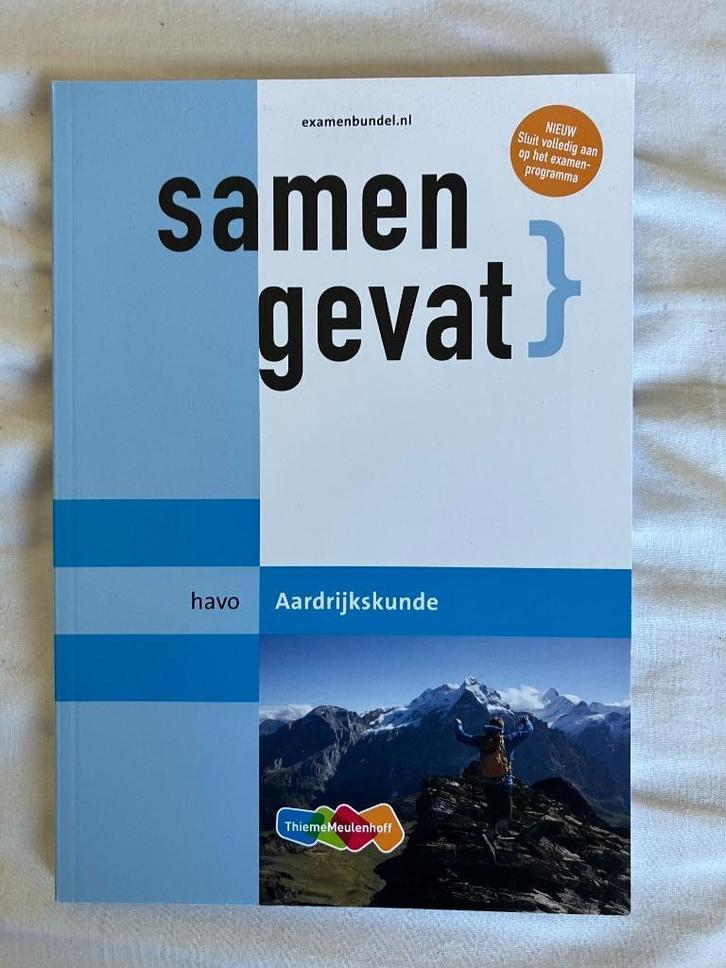 examenbundel.nl
NIEUW
Sluit volledig aan
op het examen-
programma
samen
gevat}
havo
Aardrijkskunde
ThiemeMeulenhoff